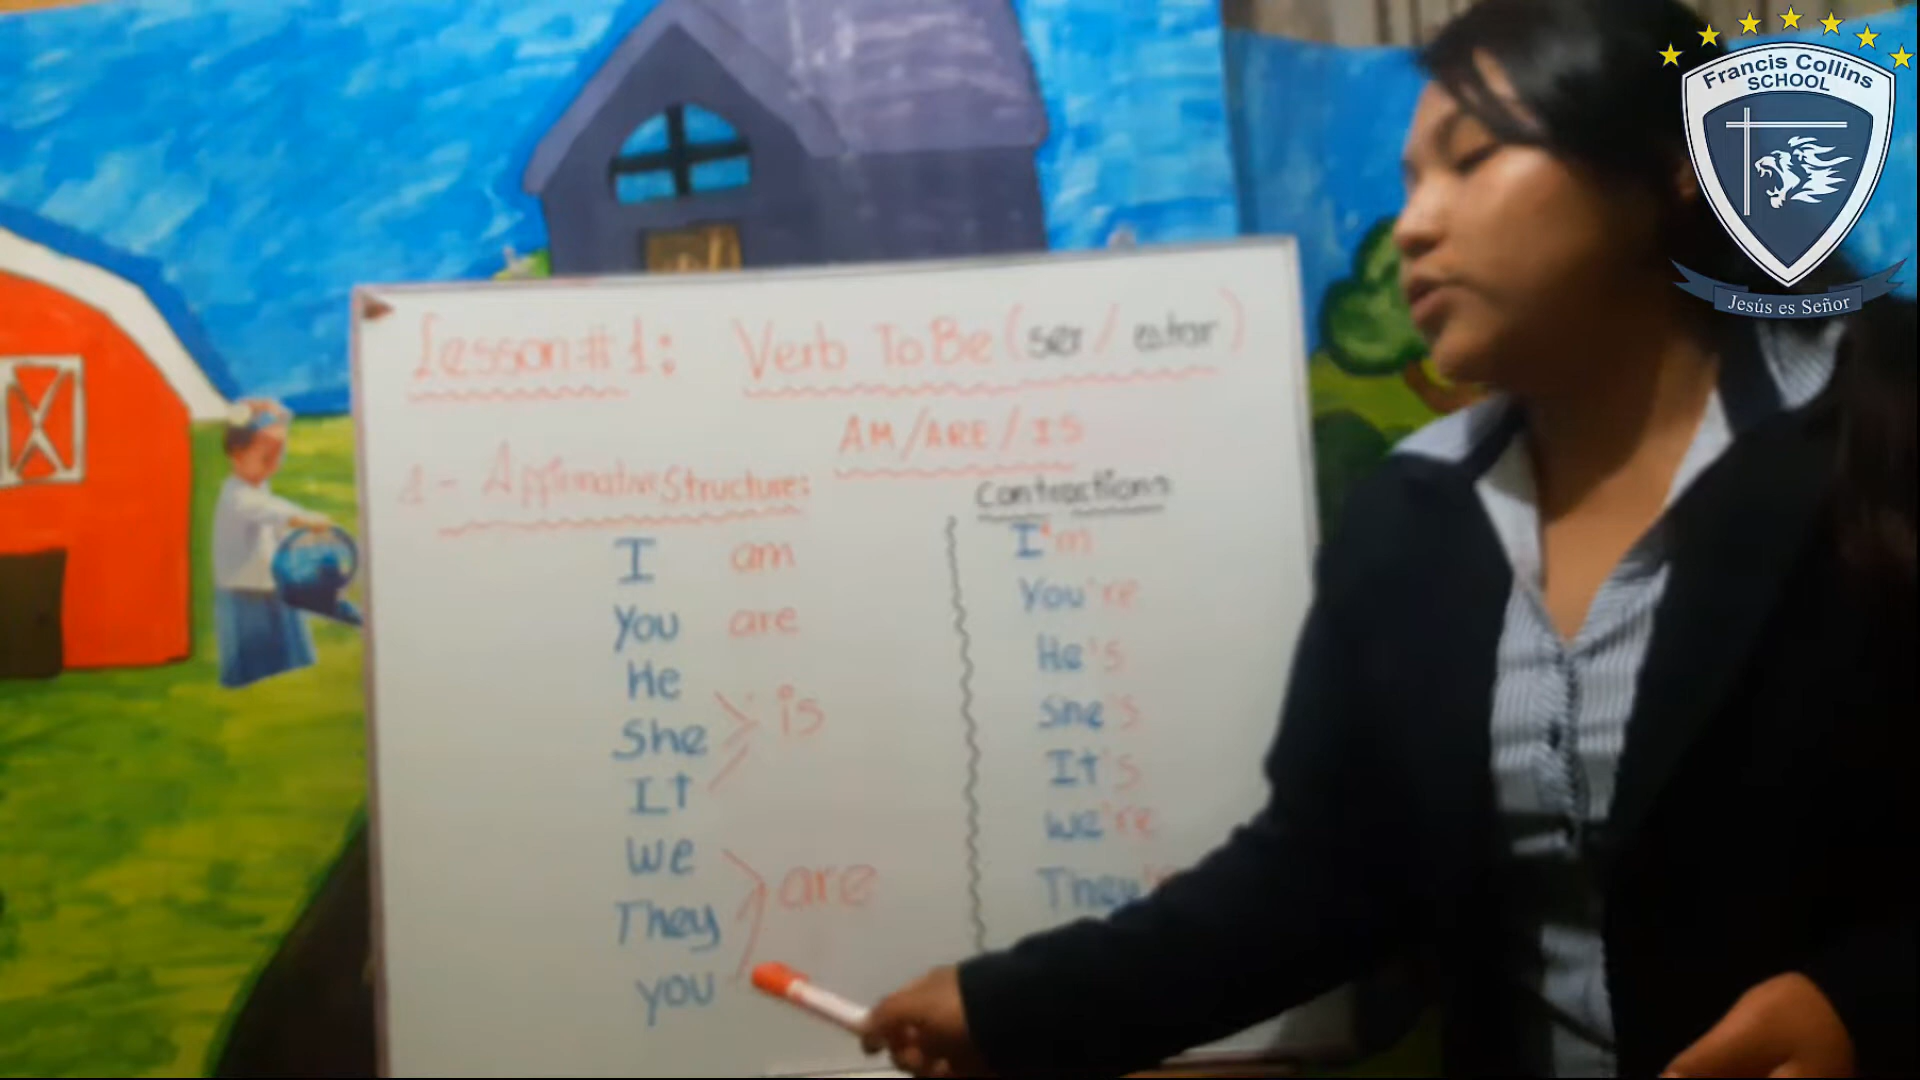 Francis Collins
SCHOOL
Jesús es Señor
Lesson #1: Verb To Be (ser / estar)
AM/ARE/IS
1- Affirmative Structure:
I am
You are
He
She is
It
We
They are
you
Contractions
I'm
You're
He's
She's
It's
We're
They're